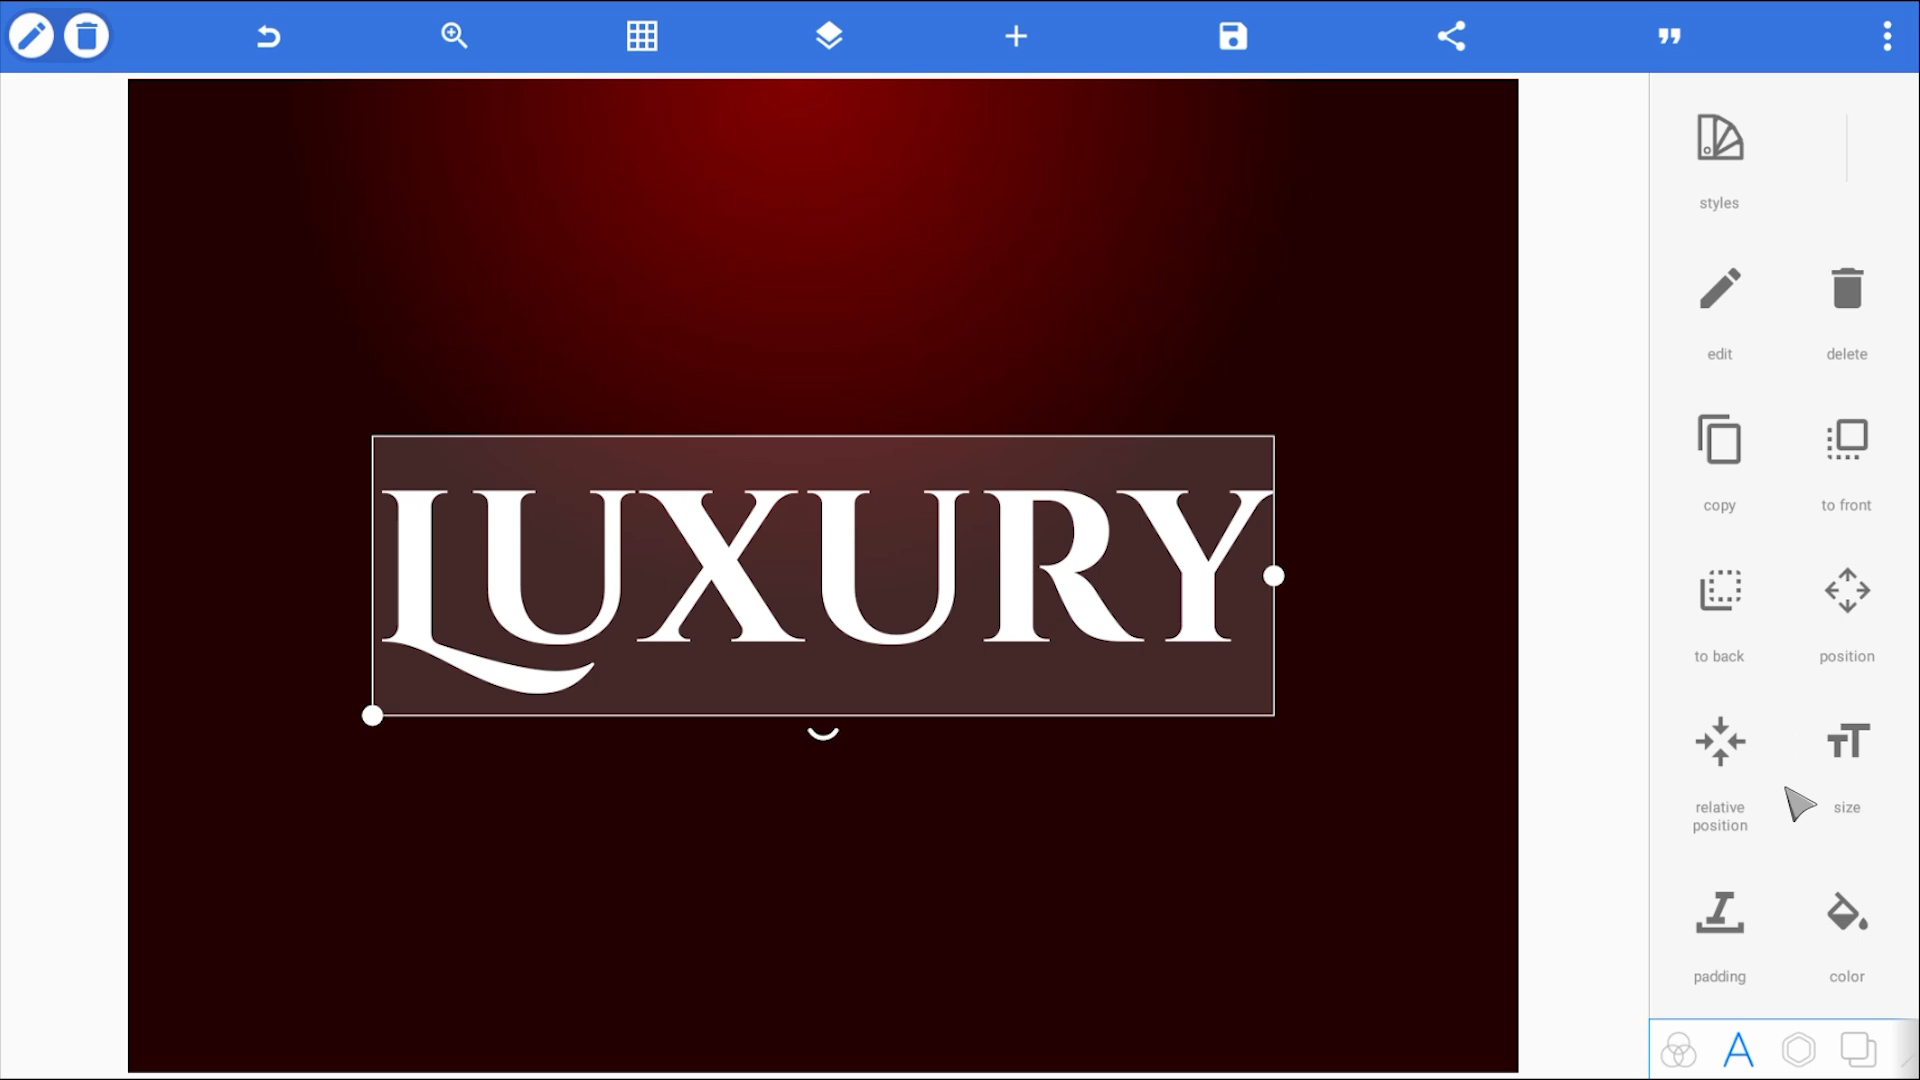 styles
edit
delete
LUXURY
copy
to front
to back
position
relative
position
size
padding
color